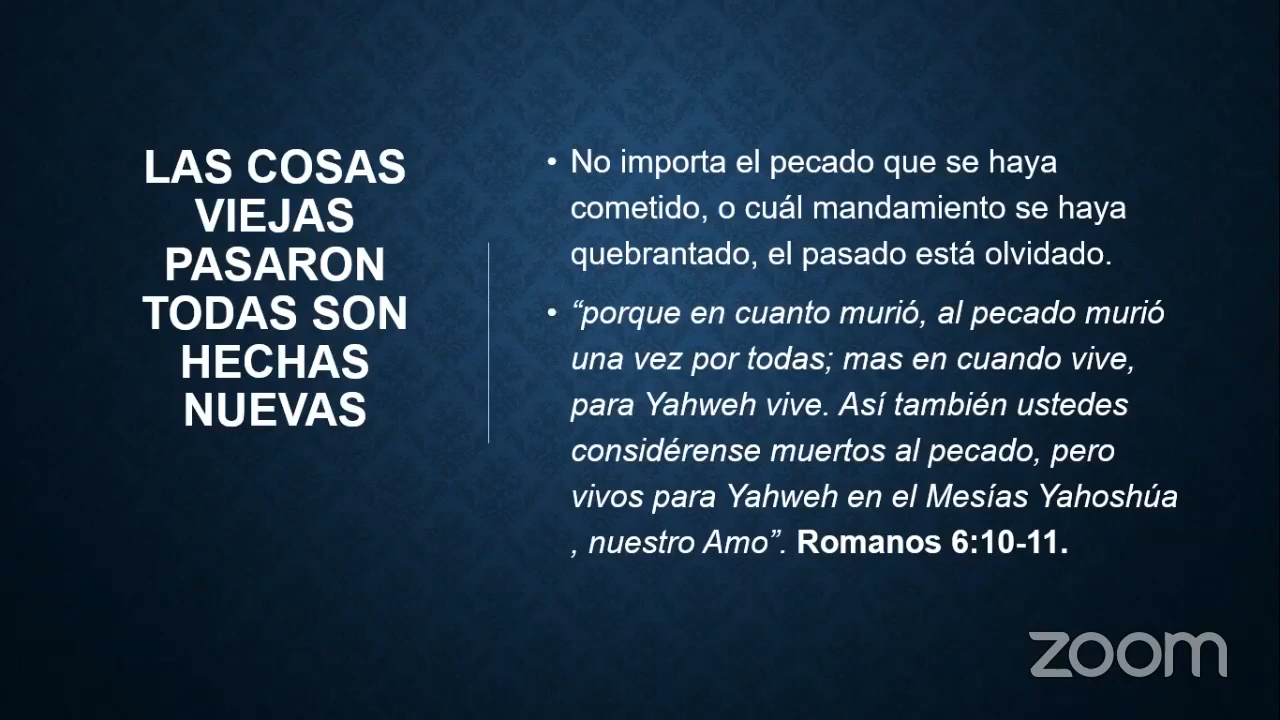 LAS COSAS
VIEJAS
PASARON
TODAS SON
HECHAS
NUEVAS
• No importa el pecado que se haya
cometido, o cuál mandamiento se haya
quebrantado, el pasado está olvidado.
• “porque en cuanto murió, al pecado murió
una vez por todas; mas en cuando vive,
para Yahweh vive. Así también ustedes
considérense muertos al pecado, pero
vivos para Yahweh en el Mesías Yahoshúa
, nuestro Amo”. Romanos 6:10-11.
zoom